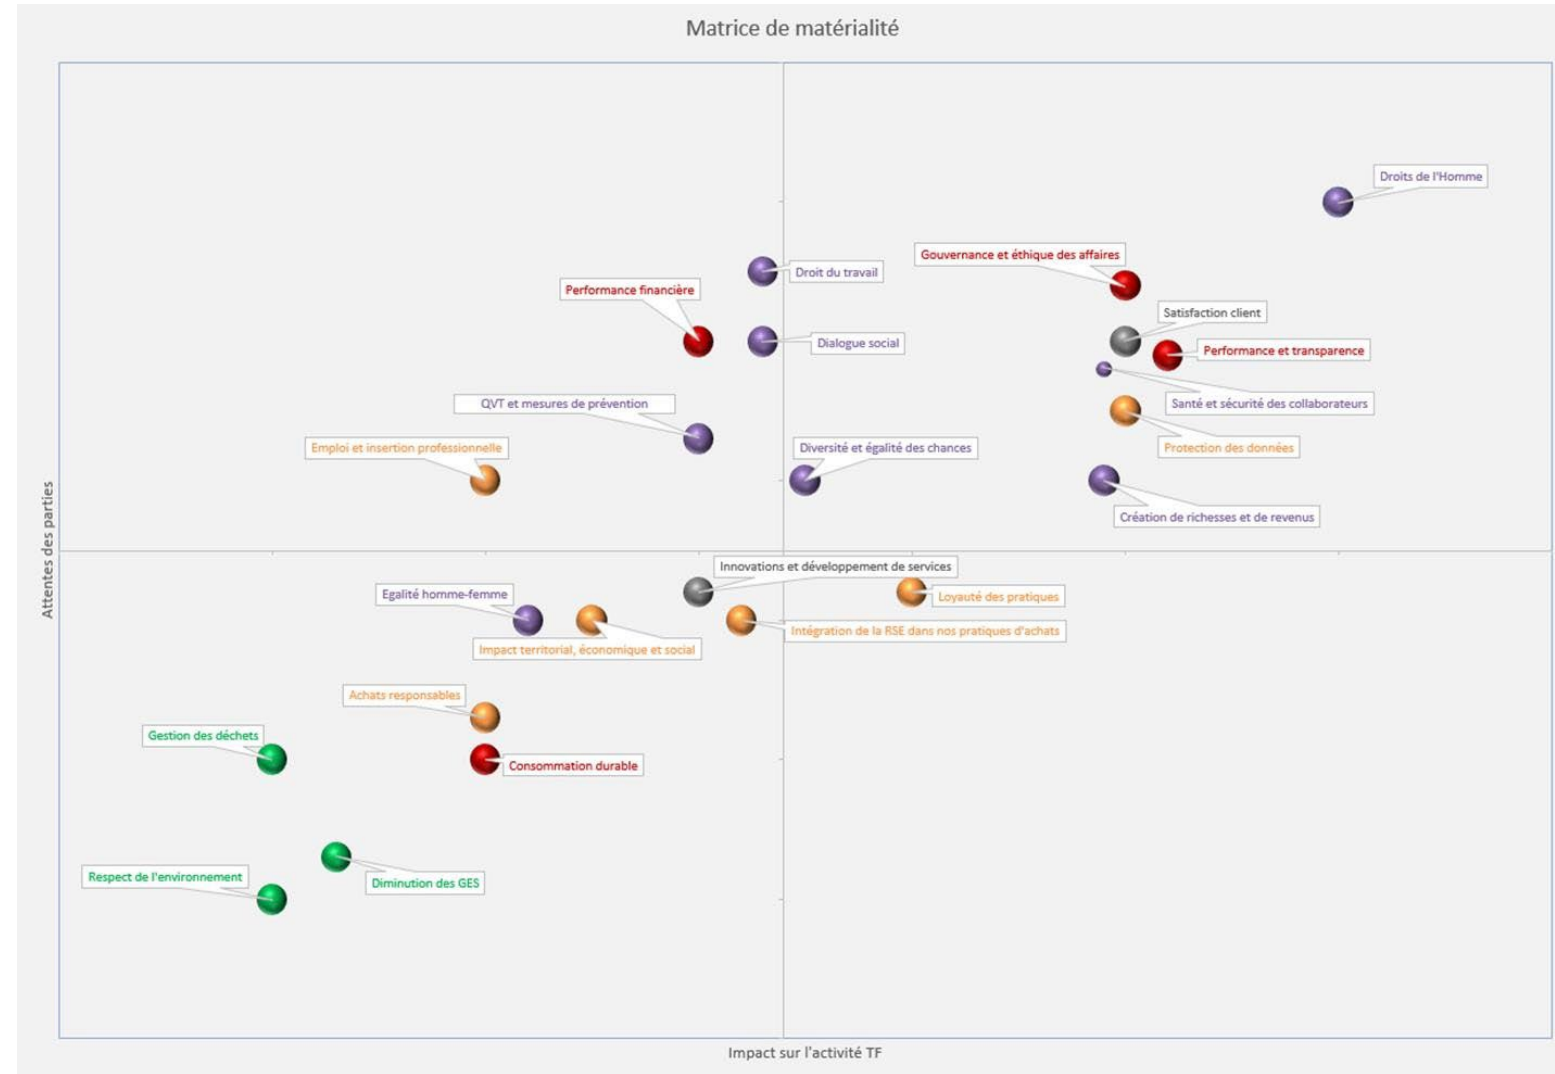 Matrice de matérialité
Droits de l'Homme
Gouvernance et éthique des affaires
Droit du travail
Performance financière
Satisfaction client
Dialogue social
Performance et transparence
QVT et mesures de prévention
Santé et sécurité des collaborateurs
Emploi et insertion professionnelle
Diversité et égalité des chances
Protection des données
Création de richesses et de revenus
Attentes des parties
Innovations et développement de services
Egalité homme-femme
Loyauté des pratiques
Intégration de la RSE dans nos pratiques d'achats
Impact territorial, économique et social
Achats responsables
Gestion des déchets
Consommation durable
Respect de l'environnement
Diminution des GES
Impact sur l'activité TF